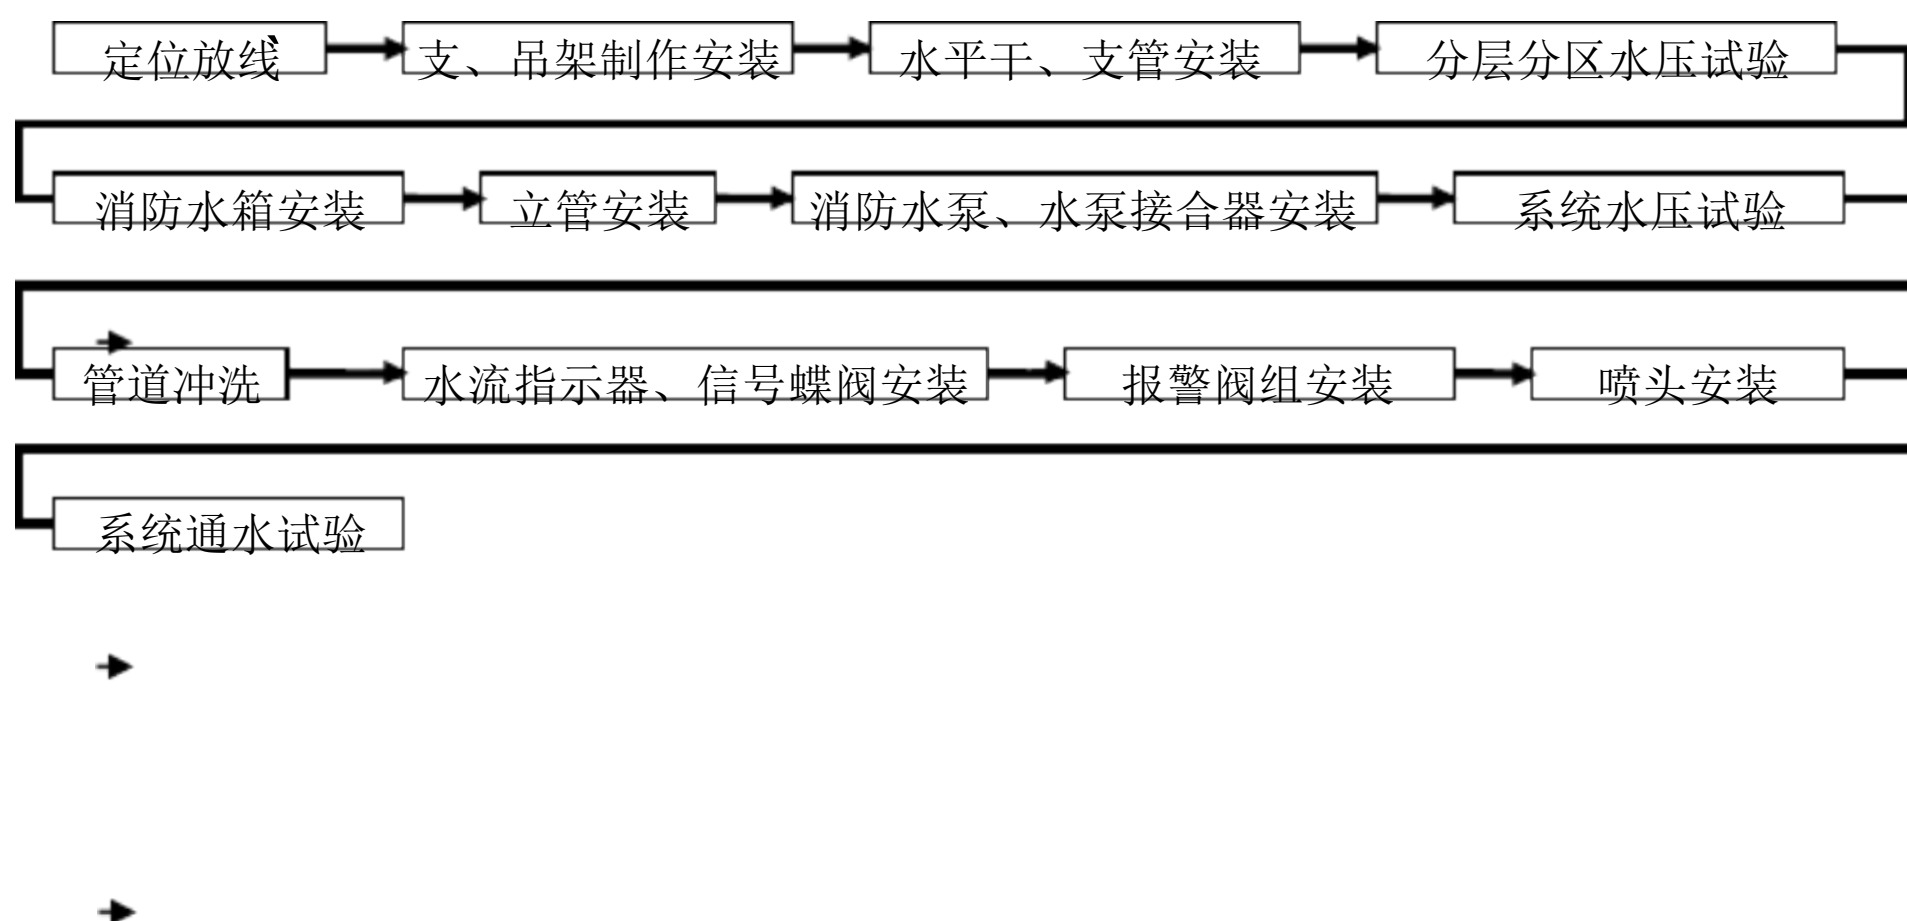 定位放线 支、吊架制作安装 水平干、支管安装 分层分区水压试验
消防水箱安装 立管安装 消防水泵、水泵接合器安装 系统水压试验
管道冲洗 水流指示器、信号蝶阀安装 报警阀组安装 喷头安装
系统通水试验